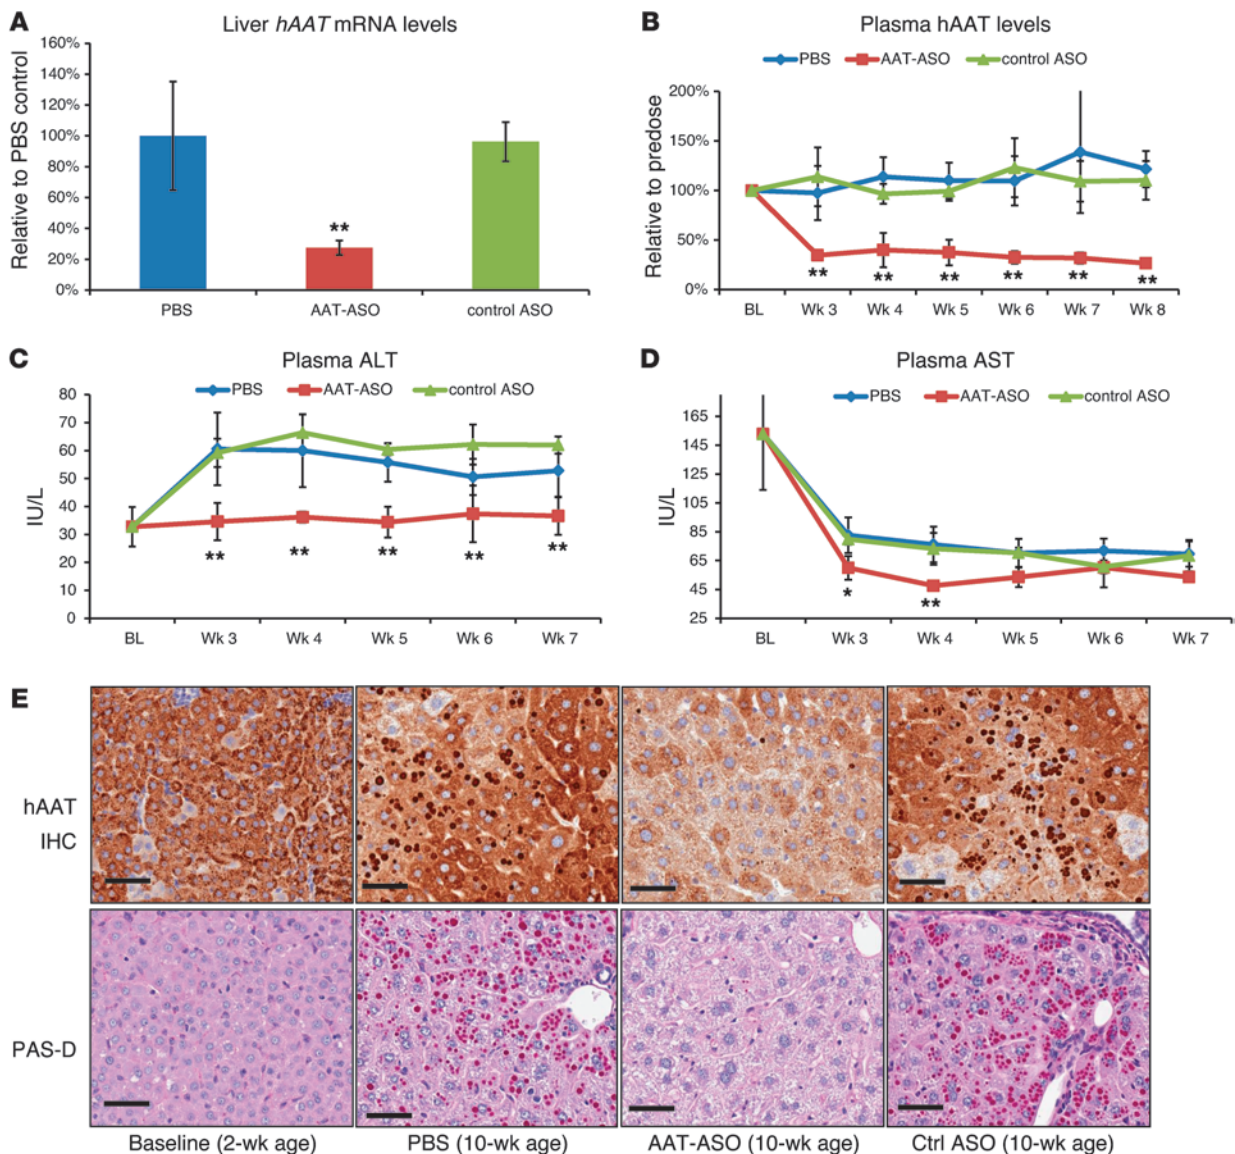 A
Liver hAAT mRNA levels
Relative to PBS control
160%
140%
120%
100%
80%
60%
40%
20%
0%
**
PBS
AAT-ASO
control ASO
B
Plasma hAAT levels
PBS
AAT-ASO
control ASO
Relative to predose
200%
150%
100%
50%
0%
** ** ** ** ** **
BL Wk 3 Wk 4 Wk 5 Wk 6 Wk 7 Wk 8
C
Plasma ALT
PBS
AAT-ASO
control ASO
IU/L
80
70
60
50
40
30
20
10
0
** ** ** ** **
BL Wk 3 Wk 4 Wk 5 Wk 6 Wk 7
D
Plasma AST
PBS
AAT-ASO
control ASO
IU/L
165
145
125
105
85
65
45
25
* **
BL Wk 3 Wk 4 Wk 5 Wk 6 Wk 7
E
hAAT
IHC
PAS-D
Baseline (2-wk age)
PBS (10-wk age)
AAT-ASO (10-wk age)
Ctrl ASO (10-wk age)